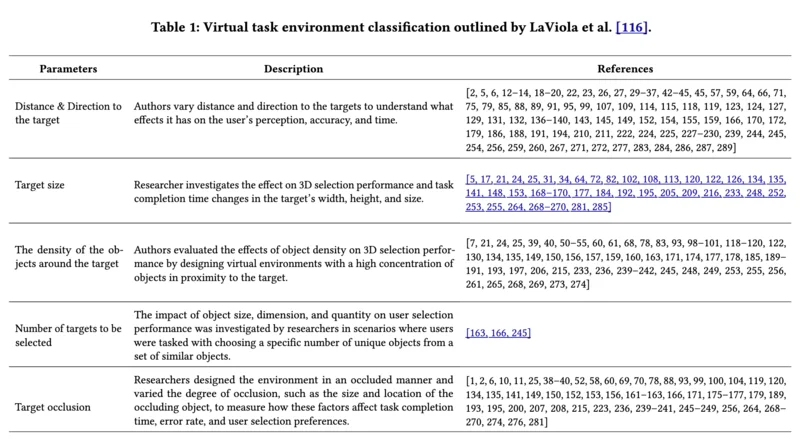 Table 1: Virtual task environment classification outlined by LaViola et al. [116].
Parameters Description References
Distance & Direction to the target
Authors vary distance and direction to the targets to understand what
effects it has on the user's perception, accuracy, and time.
[2, 5, 6, 12–14, 18–20, 22, 23, 26, 27, 29–37, 42–45, 45, 57, 59, 64, 66, 71,
75, 79, 85, 88, 89, 91, 95, 99, 107, 109, 114, 115, 118, 119, 123, 124, 127,
129, 131, 132, 136–140, 143, 145, 149, 152, 154, 155, 159, 166, 170, 172,
179, 186, 188, 191, 194, 210, 211, 222, 224, 225, 227–230, 239, 244, 245,
254, 256, 259, 260, 267, 271, 272, 277, 283, 284, 286, 287, 289]
Target size
Researcher investigates the effect on 3D selection performance and task
completion time changes in the target's width, height, and size.
[5, 17, 21, 24, 25, 31, 34, 64, 72, 82, 102, 108, 113, 120, 122, 126, 134, 135,
141, 148, 153, 168–170, 177, 184, 192, 195, 205, 209, 216, 233, 248, 252,
253, 255, 264, 268–270, 281, 285]
The density of the ob-
jects around the target
Authors evaluated the effects of object density on 3D selection perfor-
mance by designing virtual environments with a high concentration of
objects in proximity to the target.
[7, 21, 24, 25, 39, 40, 50–55, 60, 61, 68, 78, 83, 93, 98–101, 118–120, 122,
130, 134, 135, 149, 150, 156, 157, 159, 160, 163, 171, 174, 177, 178, 185, 189–
191, 193, 197, 206, 215, 233, 236, 239–242, 245, 248, 249, 253, 255, 256,
261, 265, 268, 269, 273, 274]
Number of targets to be
selected
The impact of object size, dimension, and quantity on user selection
performance was investigated by researchers in scenarios where users
were tasked with choosing a specific number of unique objects from a
set of similar objects.
[163, 166, 245]
Target occlusion
Researchers designed the environment in an occluded manner and
varied the degree of occlusion, such as the size and location of the
occluding object, to measure how these factors affect task completion
time, error rate, and user selection preferences.
[1, 2, 6, 10, 11, 25, 38–40, 52, 58, 60, 69, 70, 78, 88, 93, 99, 100, 104, 119, 120,
134, 135, 141, 149, 150, 152, 153, 156, 161–163, 166, 171, 175–177, 179, 189,
193, 195, 200, 207, 208, 215, 223, 236, 239–241, 245–249, 256, 264, 268–
270, 274, 276, 281]